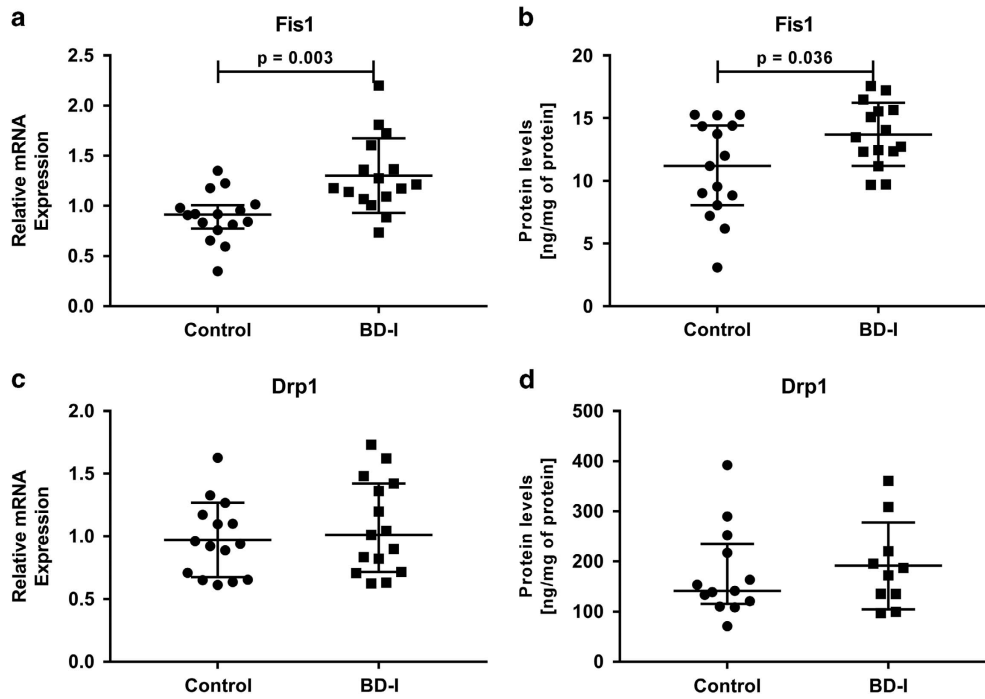 a
Fis1
p = 0.003
Relative mRNA
Expression
2.5
2.0
1.5
1.0
0.5
0.0
Control
BD-I
b
Fis1
p = 0.036
Protein levels
[ng/mg of protein]
20
15
10
5
0
Control
BD-I
c
Drp1
Relative mRNA
Expression
2.0
1.5
1.0
0.5
0.0
Control
BD-I
d
Drp1
Protein levels
[ng/mg of protein]
500
400
300
200
100
0
Control
BD-I